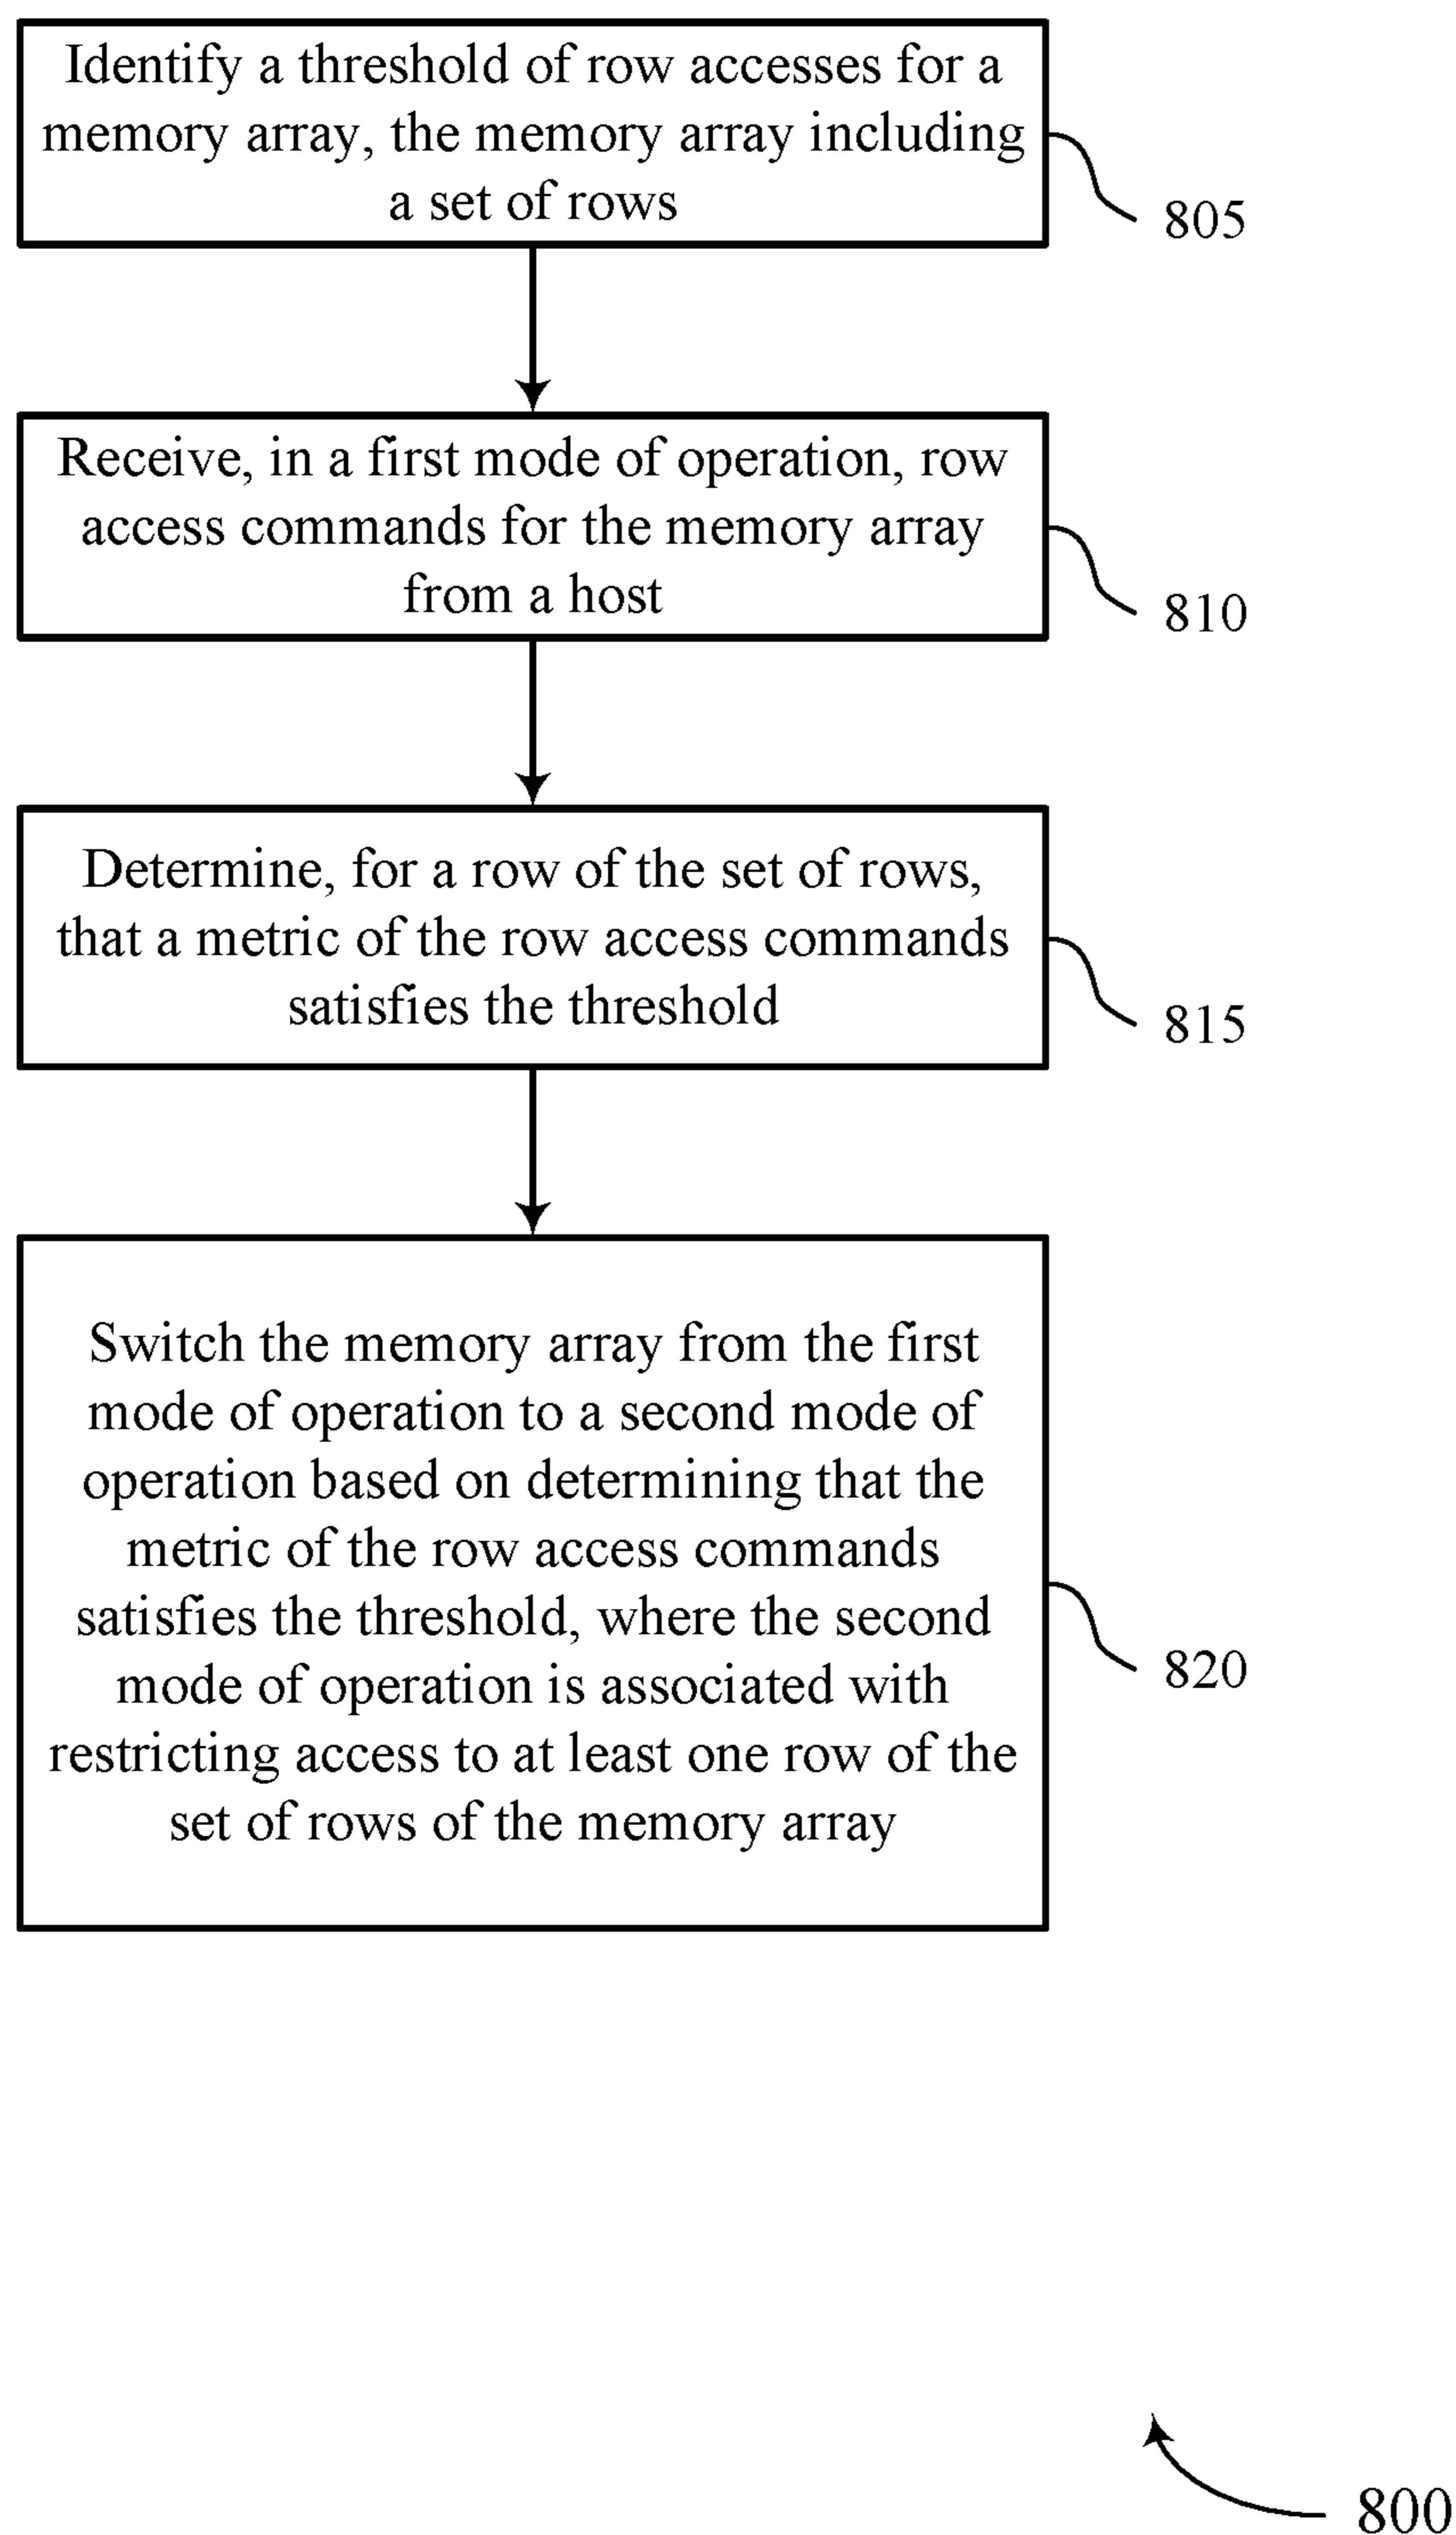 Identify a threshold of row accesses for a
memory array, the memory array including
a set of rows
805
Receive, in a first mode of operation, row
access commands for the memory array
from a host
810
Determine, for a row of the set of rows,
that a metric of the row access commands
satisfies the threshold
815
Switch the memory array from the first
mode of operation to a second mode of
operation based on determining that the
metric of the row access commands
satisfies the threshold, where the second
mode of operation is associated with
restricting access to at least one row of the
set of rows of the memory array
820
800